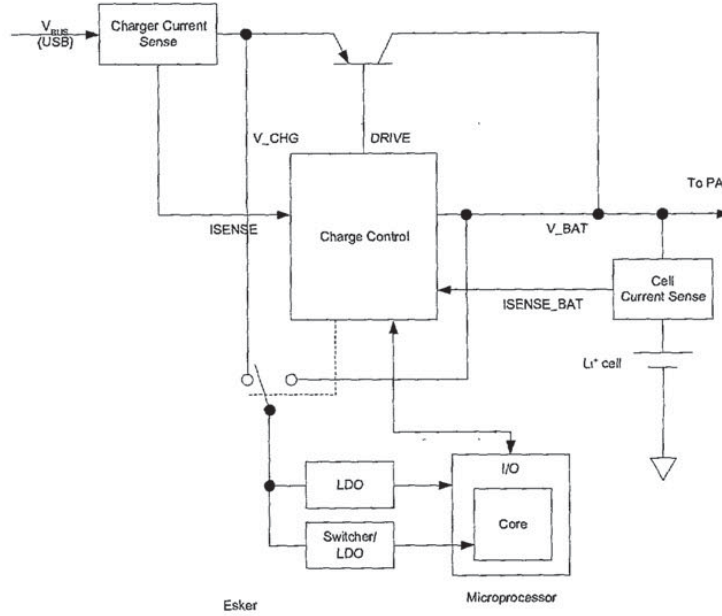 V_BUS
(USB)
Charger Current
Sense
V_CHG
DRIVE
To PA
ISENSE
Charge Control
V_BAT
Cell
Current Sense
ISENSE_BAT
Li⁺ cell
I/O
LDO
Core
Switcher/
LDO
Microprocessor
Esker